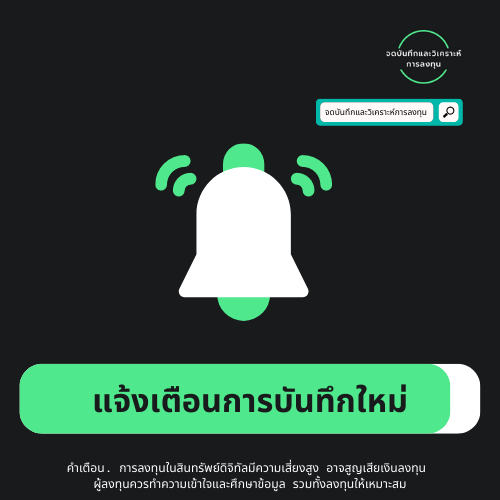 จดบันทึกและวิเคราะห์
การลงทุน
จดบันทึกและวิเคราะห์การลงทุน
แจ้งเตือนการบันทึกใหม่
คำเตือน. การลงทุนในสินทรัพย์ดิจิทัลมีความเสี่ยงสูง อาจสูญเสียเงินลงทุน
ผู้ลงทุนควรทำความเข้าใจและศึกษาข้อมูล รวมทั้งลงทุนให้เหมาะสม